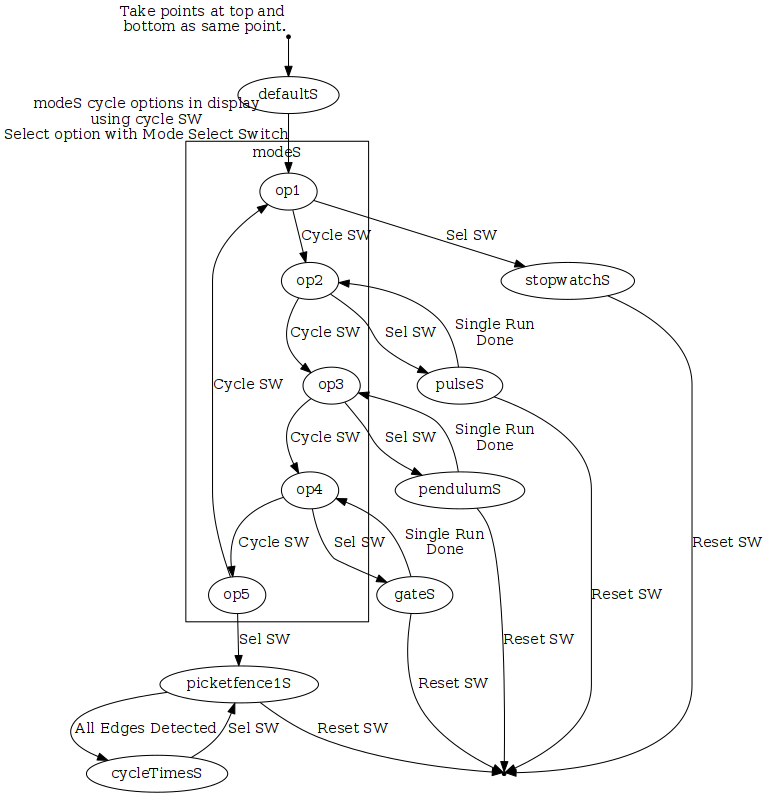 Take points at top and
bottom as same point.
defaultS
modeS cycle options in display
using cycle SW
Select option with Mode Select Switch
modeS
op1
Cycle SW
Sel SW
op2
stopwatchS
Cycle SW
Sel SW
Single Run
Done
Cycle SW
op3
pulseS
Cycle SW
Sel SW
Single Run
Done
op4
pendulumS
Cycle SW
Sel SW
Single Run
Done
Reset SW
op5
gateS
Reset SW
Sel SW
Reset SW
picketfence1S
Reset SW
All Edges Detected
Sel SW
Reset SW
cycleTimesS